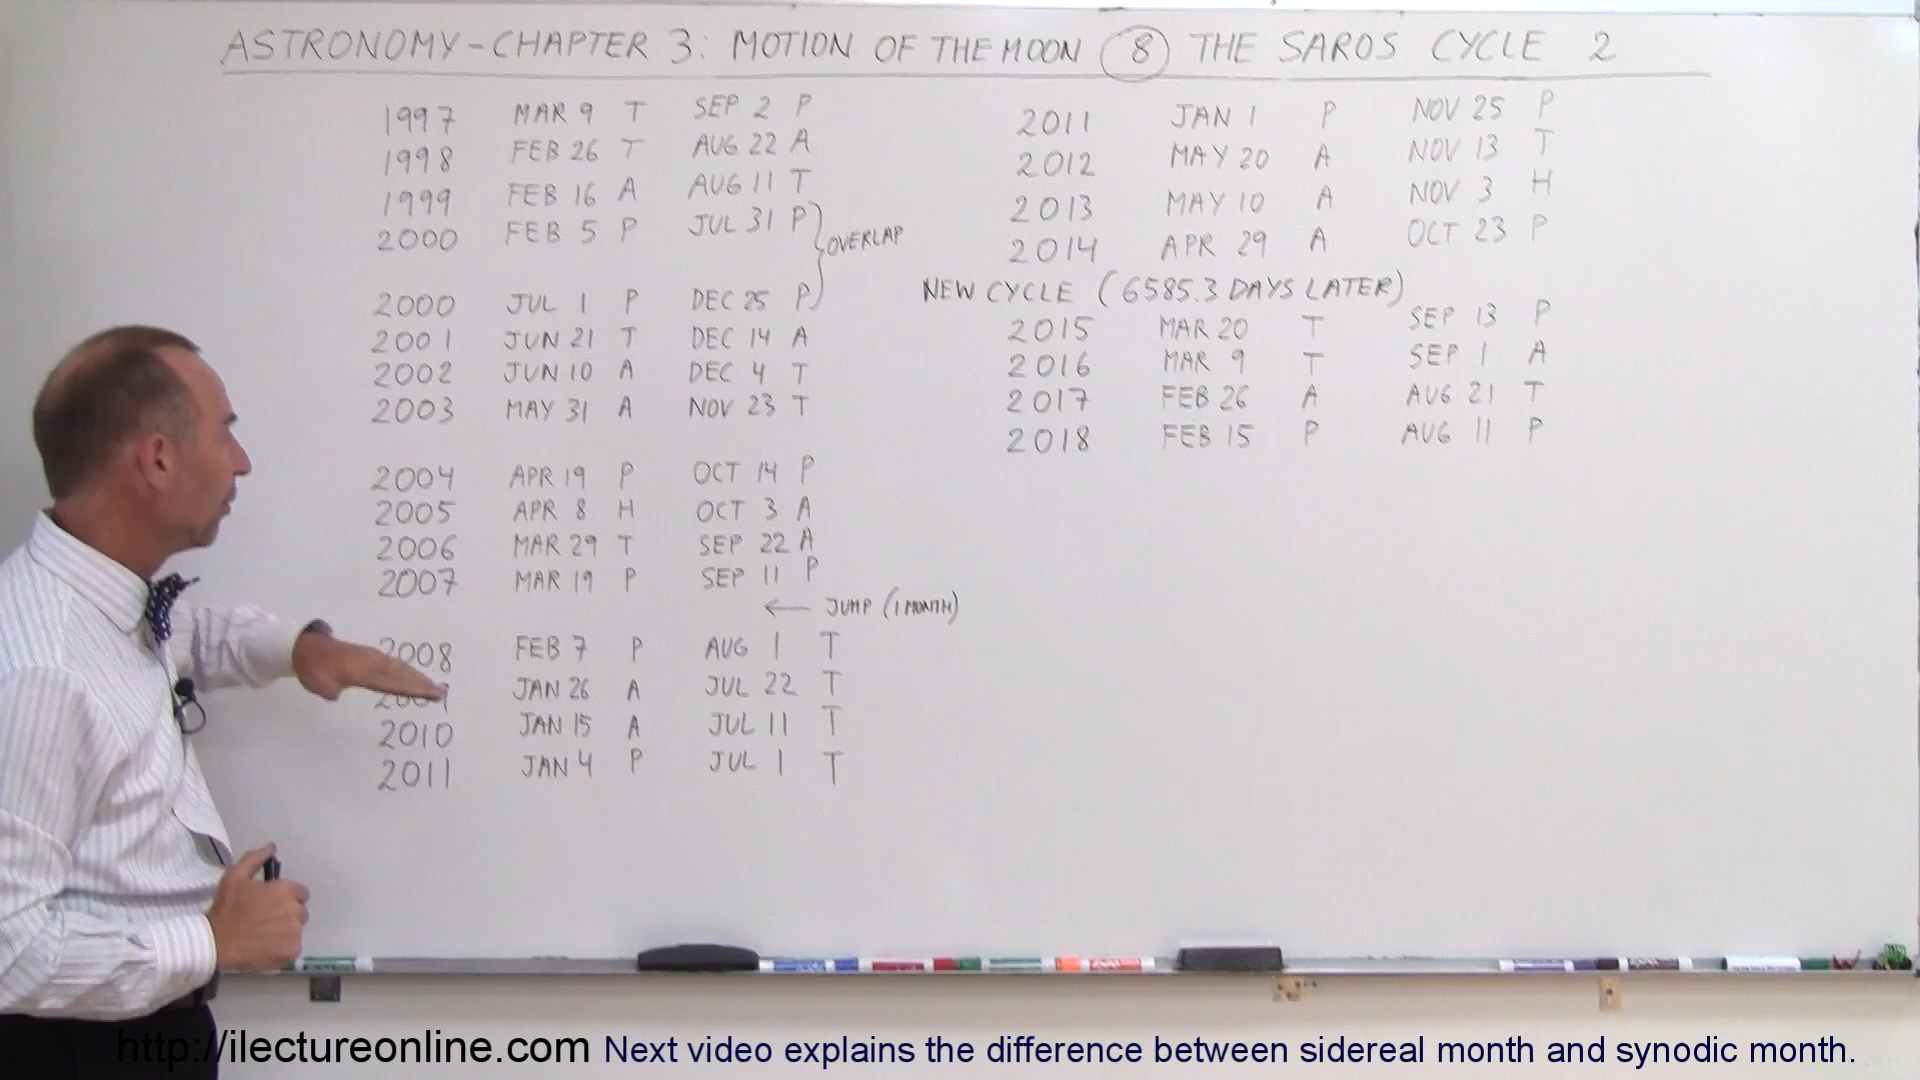 ASTRONOMY-CHAPTER 3: MOTION OF THE MOON 8 THE SAROS CYCLE 2
1997 MAR 9 T SEP 2 P
1998 FEB 26 T AUG 22 A
1999 FEB 16 A AUG 11 T
2000 FEB 5 P JUL 31 P
OVERLAP
2000 JUL 1 P DEC 25 P
2001 JUN 21 T DEC 14 A
2002 JUN 10 A DEC 4 T
2003 MAY 31 A NOV 23 T
2004 APR 19 P OCT 14 P
2005 APR 8 H OCT 3 A
2006 MAR 29 T SEP 22 A
2007 MAR 19 P SEP 11 P
← JUMP (1 MONTH)
2008 FEB 7 P AUG 1 T
JAN 26 A JUL 22 T
2010 JAN 15 A JUL 11 T
2011 JAN 4 P JUL 1 T
2011 JAN 1 P NOV 25 P
2012 MAY 20 A NOV 13 T
2013 MAY 10 A NOV 3 H
2014 APR 29 A OCT 23 P
NEW CYCLE (6585.3 DAYS LATER)
2015 MAR 20 T SEP 13 P
2016 MAR 9 T SEP 1 A
2017 FEB 26 A AUG 21 T
2018 FEB 15 P AUG 11 P
http://ilectureonline.com Next video explains the difference between sidereal month and synodic month.